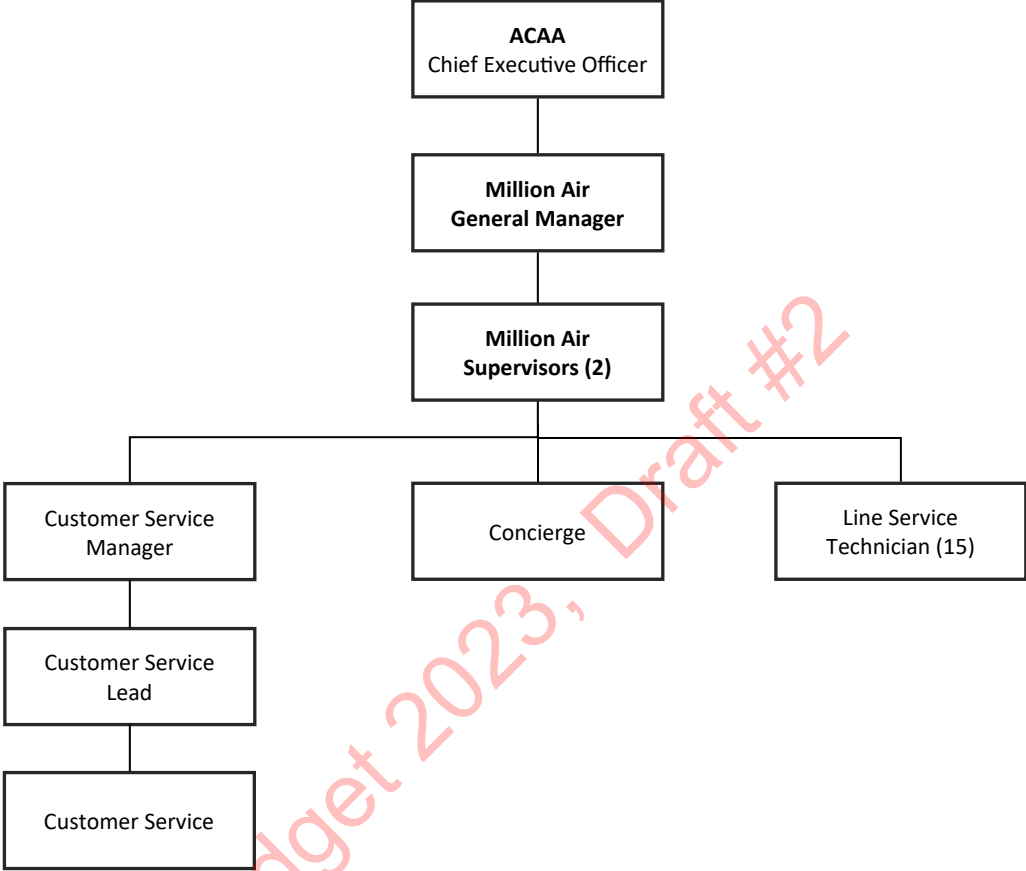 ACAA
Chief Executive Officer
Million Air
General Manager
Million Air
Supervisors (2)
Customer Service
Manager
Concierge
Line Service
Technician (15)
Customer Service
Lead
Customer Service
2023, Draft #2